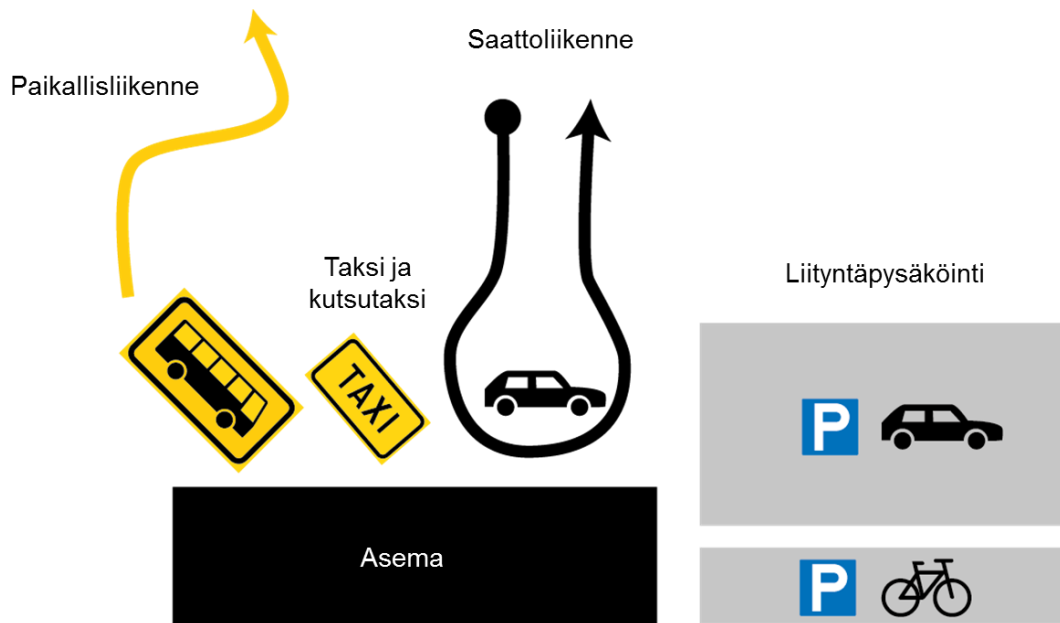 Saattoliikenne
Paikallisliikenne
Taksi ja
kutsutaksi
Liityntäpysäköinti
TAXI
P
Asema
P